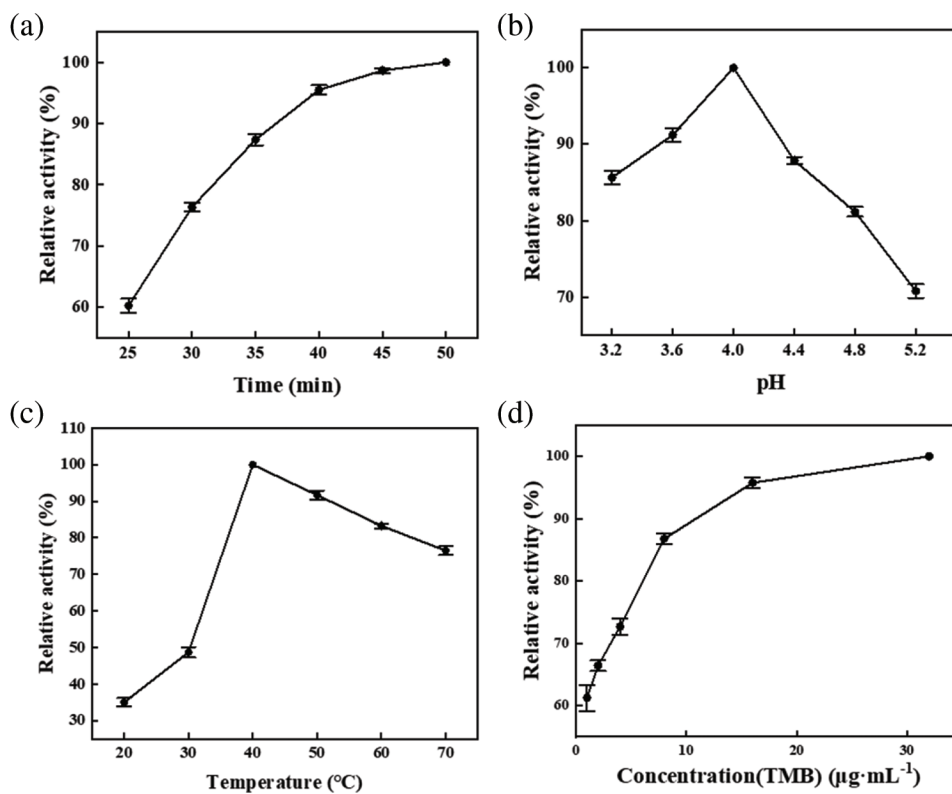 (a)
Relative activity (%)
100
90
80
70
60
25 30 35 40 45 50
Time (min)
(b)
Relative activity (%)
100
90
80
70
3.2 3.6 4.0 4.4 4.8 5.2
pH
(c)
Relative activity (%)
110
100
90
80
70
60
50
40
30
20 30 40 50 60 70
Temperature (°C)
(d)
Relative activity (%)
100
90
80
70
60
0 10 20 30
Concentration(TMB) (µg·mL⁻¹)